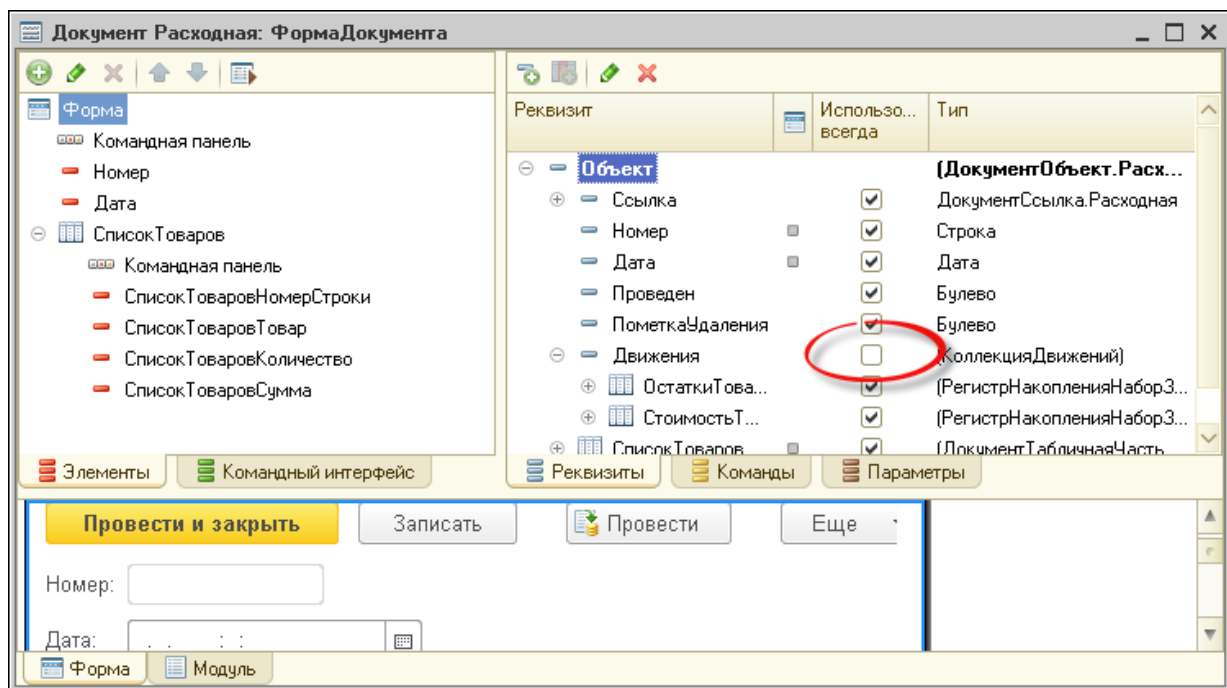 Документ Расходная: ФормаДокумента
Форма
Командная панель
Номер
Дата
СписокТоваров
Командная панель
СписокТоваровНомерСтроки
СписокТоваровТовар
СписокТоваровКоличество
СписокТоваровСумма
Элементы Командный интерфейс
Реквизит Использо... всегда Тип
Объект (ДокументОбъект.Расх...
Ссылка ДокументСсылка.Расходная
Номер Строка
Дата Дата
Проведен Булево
ПометкаУдаления Булево
Движения (КоллекцияДвижений)
ОстаткиТова... (РегистрНакопленияНаборЗ...
СтоимостьТ... (РегистрНакопленияНаборЗ...
СписокТоваров (ДокументТабличнаяЧасть
Реквизиты Команды Параметры
Провести и закрыть Записать Провести Еще
Номер:
Дата: . . : :
Форма Модуль